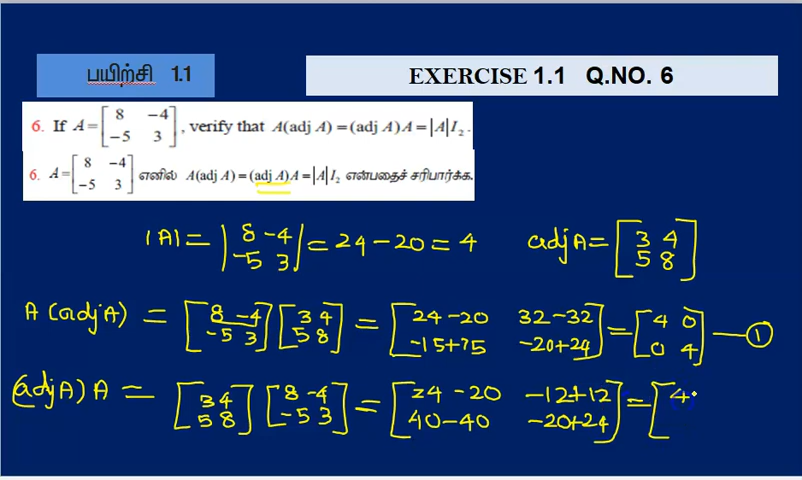 பயிற்சி 1.1
EXERCISE 1.1 Q.NO. 6
6. If A = [8 −4; −5 3], verify that A(adj A) = (adj A)A = |A| I₂.
6. A = [8 −4; −5 3] எனில் A(adj A) = (adj A)A = |A| I₂ என்பதைச் சரிபார்க்க.
|A| = |8 −4; −5 3| = 24 − 20 = 4 adj A = [3 4; 5 8]
A (adj A) = [8 −4; −5 3] [3 4; 5 8] = [24 − 20 32 − 32; −15 + 15 −20 + 24] = [4 0; 0 4] — ①
(adj A) A = [3 4; 5 8] [8 −4; −5 3] = [24 − 20 −12 + 12; 40 − 40 −20 + 24] = [4